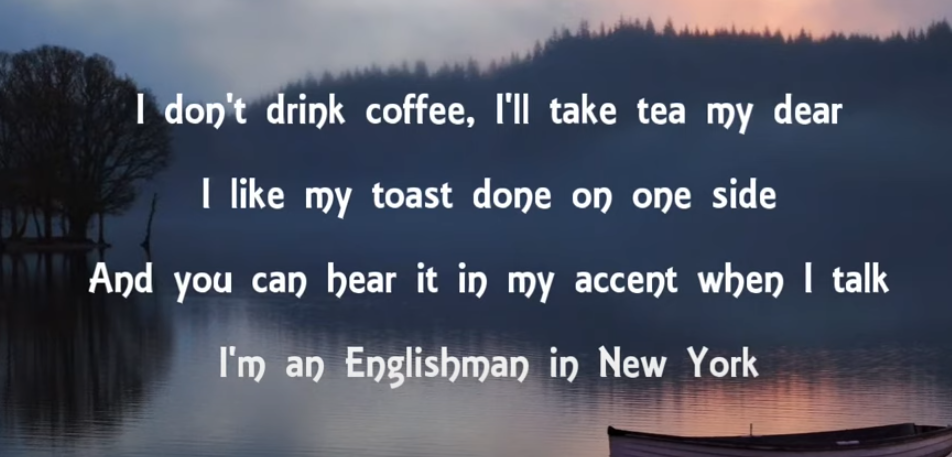 I don't drink coffee, I'll take tea my dear
I like my toast done on one side
And you can hear it in my accent when I talk
I'm an Englishman in New York